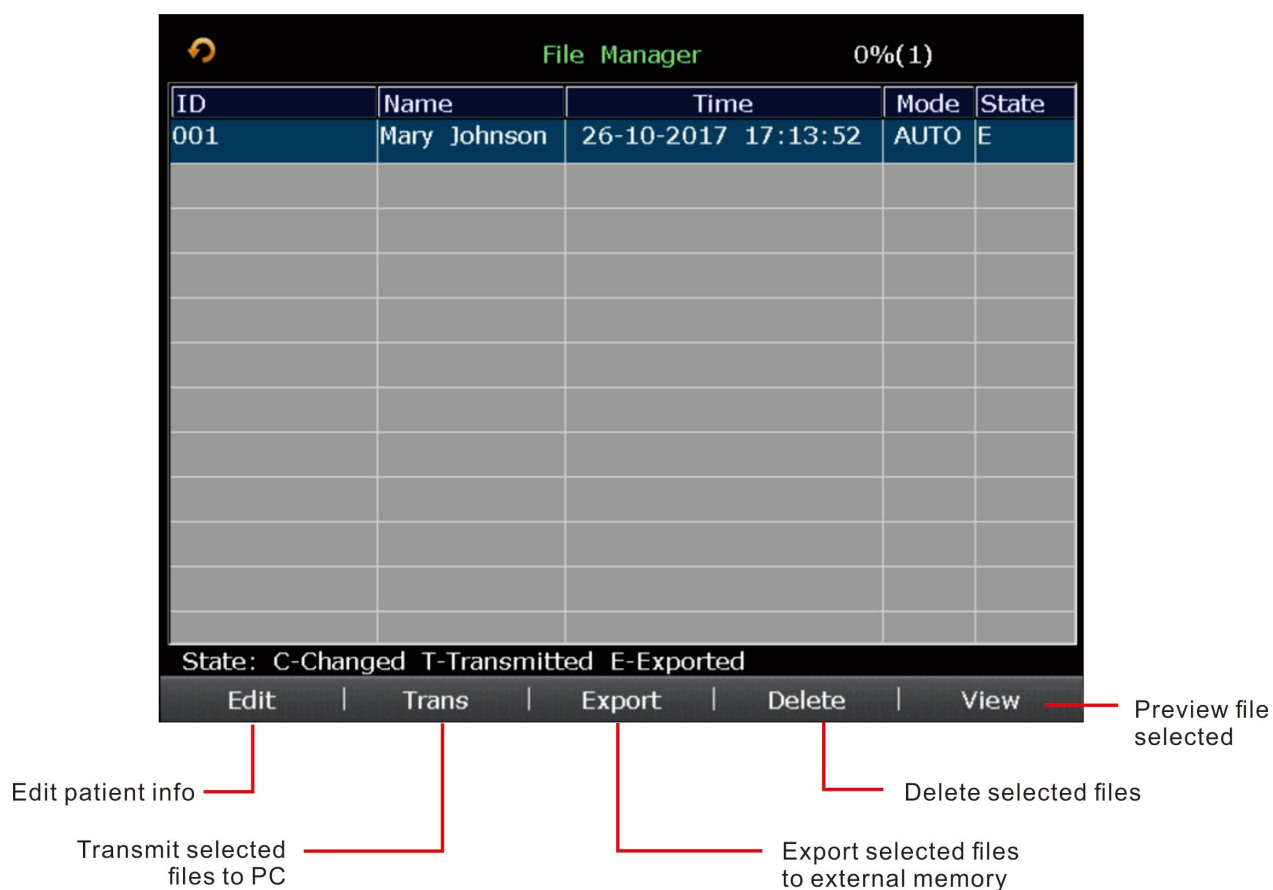 File Manager 0%(1)
ID Name Time Mode State
001 Mary Johnson 26-10-2017 17:13:52 AUTO E
State: C-Changed T-Transmitted E-Exported
Edit | Trans | Export | Delete | View
Preview file
selected
Edit patient info
Delete selected files
Transmit selected
files to PC
Export selected files
to external memory